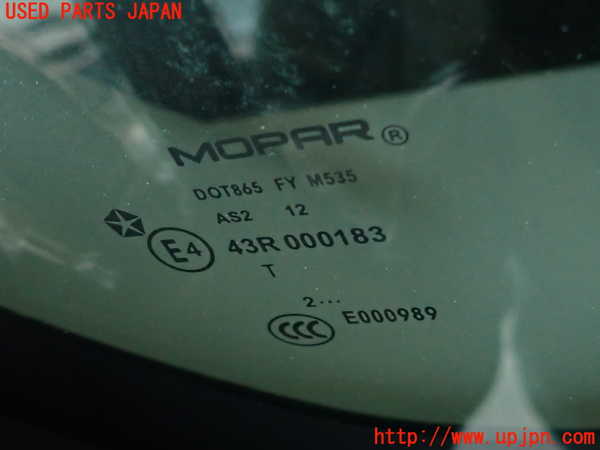 USED PARTS JAPAN
MOPAR ®
DOT865 FY M535
AS2 12
E4 43R 000183
T
2...
CCC E000989
http://www.upjpn.com/